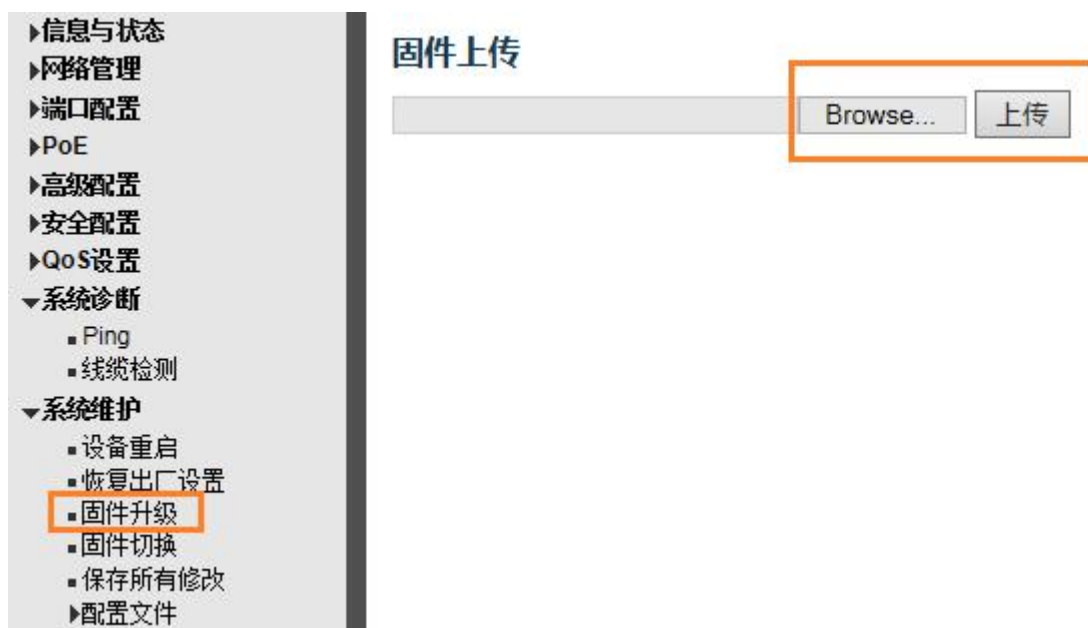 信息与状态
网络管理
端口配置
PoE
高级配置
安全配置
QoS设置
系统诊断
Ping
线缆检测
系统维护
设备重启
恢复出厂设置
固件升级
固件切换
保存所有修改
配置文件
固件上传
Browse... 上传